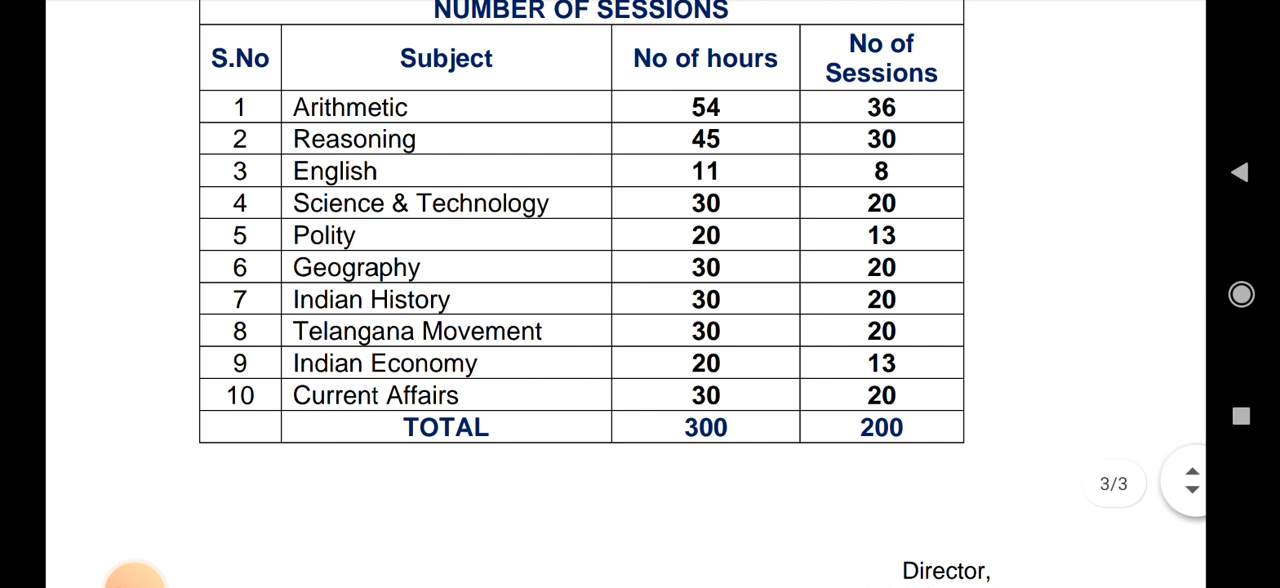 NUMBER OF SESSIONS
S.No Subject No of hours No of Sessions
1 Arithmetic 54 36
2 Reasoning 45 30
3 English 11 8
4 Science & Technology 30 20
5 Polity 20 13
6 Geography 30 20
7 Indian History 30 20
8 Telangana Movement 30 20
9 Indian Economy 20 13
10 Current Affairs 30 20
TOTAL 300 200
3/3
Director,